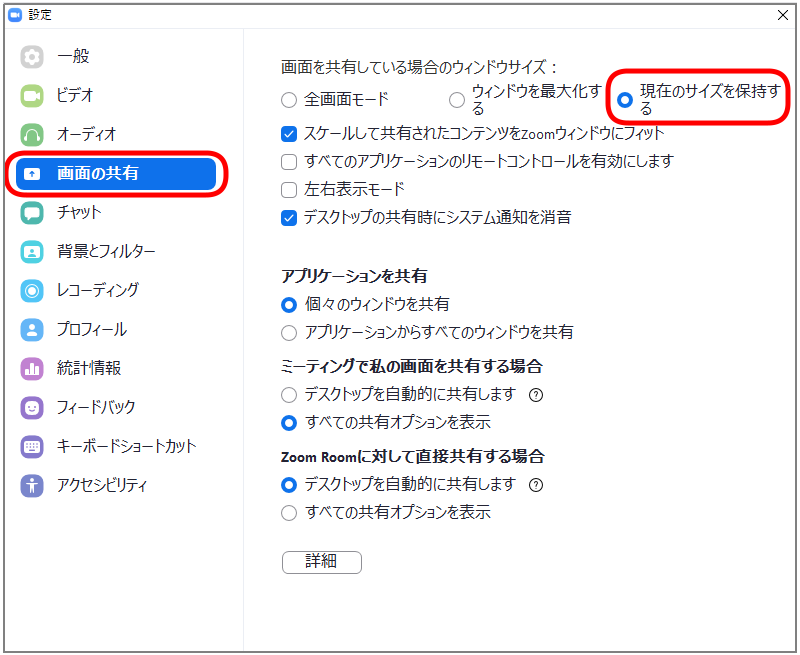 設定
一般
ビデオ
オーディオ
画面の共有
チャット
背景とフィルター
レコーディング
プロフィール
統計情報
フィードバック
キーボードショートカット
アクセシビリティ
画面を共有している場合のウィンドウサイズ：
全画面モード
ウィンドウを最大化す
る
現在のサイズを保持す
る
スケールして共有されたコンテンツをZoomウィンドウにフィット
すべてのアプリケーションのリモートコントロールを有効にします
左右表示モード
デスクトップの共有時にシステム通知を消音
アプリケーションを共有
個々のウィンドウを共有
アプリケーションからすべてのウィンドウを共有
ミーティングで私の画面を共有する場合
デスクトップを自動的に共有します ?
すべての共有オプションを表示
Zoom Roomに対して直接共有する場合
デスクトップを自動的に共有します ?
すべての共有オプションを表示
詳細